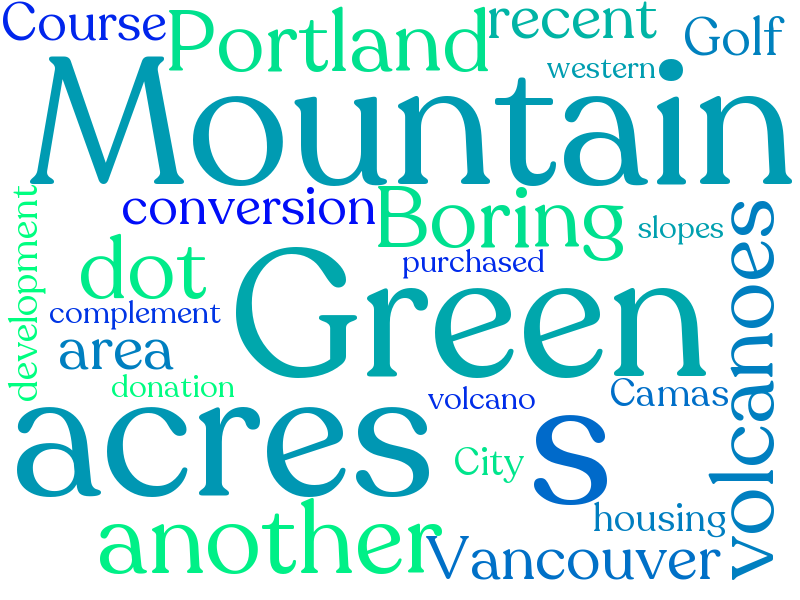 Course
Portland
recent
Golf
western
Mountain
development
conversion
Boring
slopes
volcanoes
dot
purchased
Green
complement
area
donation
volcano
Camas
acres
s
City
another
housing
Vancouver